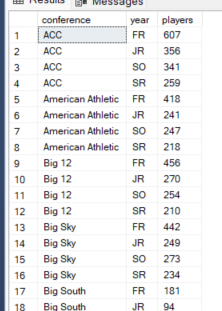 Results Messages
conference year players
1 ACC FR 607
2 ACC JR 356
3 ACC SO 341
4 ACC SR 259
5 American Athletic FR 418
6 American Athletic JR 241
7 American Athletic SO 247
8 American Athletic SR 218
9 Big 12 FR 456
10 Big 12 JR 270
11 Big 12 SO 254
12 Big 12 SR 210
13 Big Sky FR 442
14 Big Sky JR 249
15 Big Sky SO 273
16 Big Sky SR 234
17 Big South FR 181
18 Big South JR 94